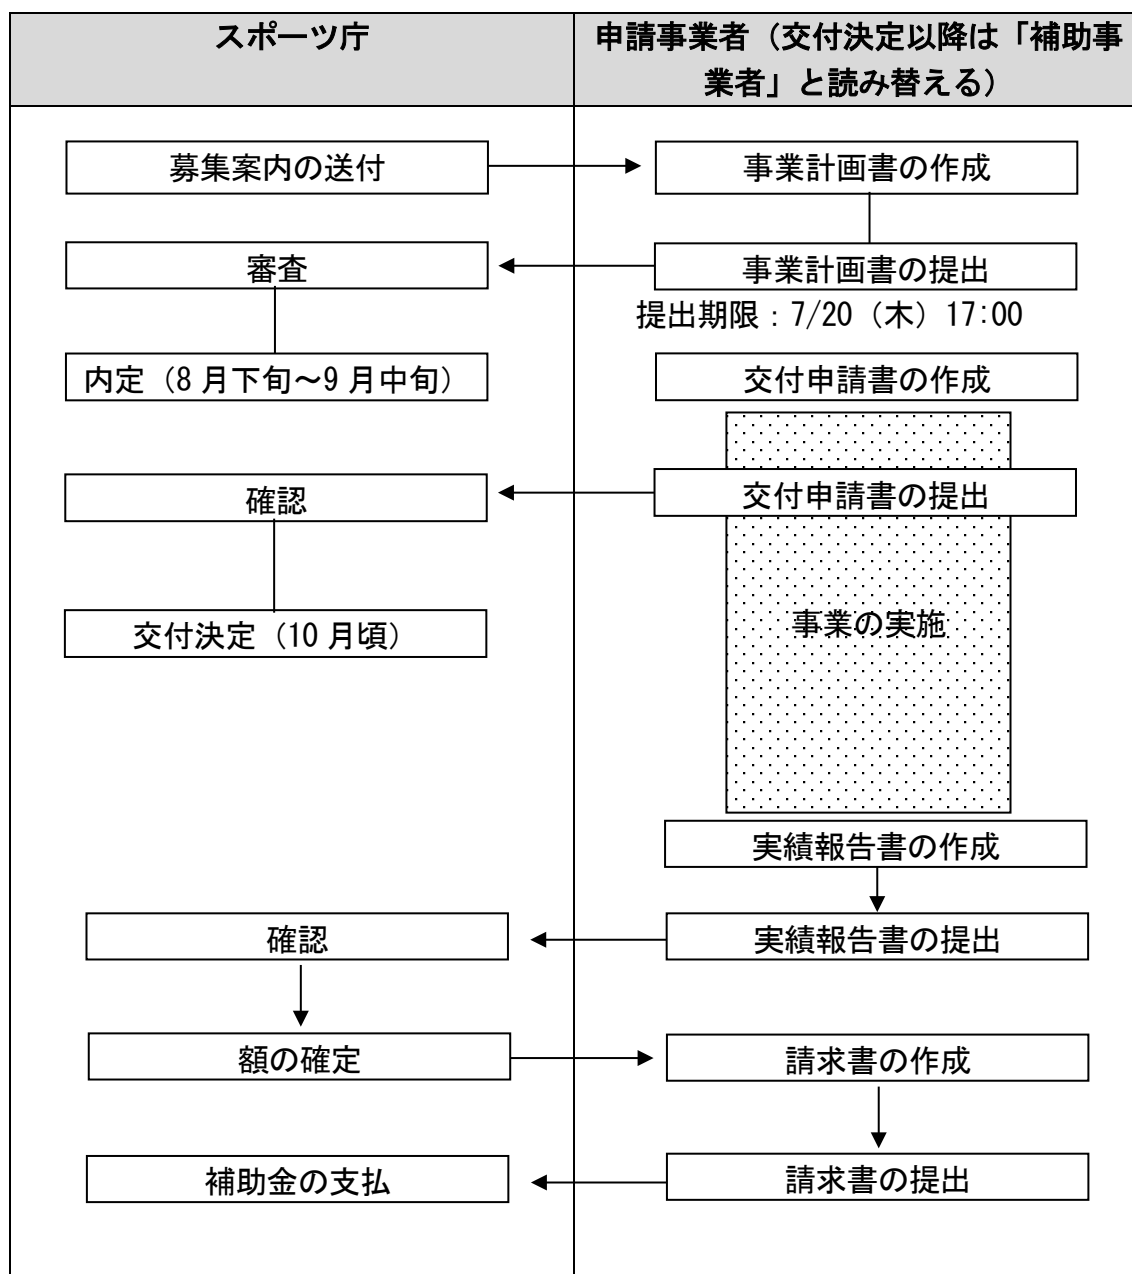 スポーツ庁
申請事業者（交付決定以降は「補助事
業者」と読み替える）
募集案内の送付
事業計画書の作成
審査
事業計画書の提出
提出期限：7/20（木）17:00
内定（8 月下旬～9 月中旬）
交付申請書の作成
確認
交付申請書の提出
交付決定（10 月頃）
事業の実施
実績報告書の作成
確認
実績報告書の提出
額の確定
請求書の作成
補助金の支払
請求書の提出